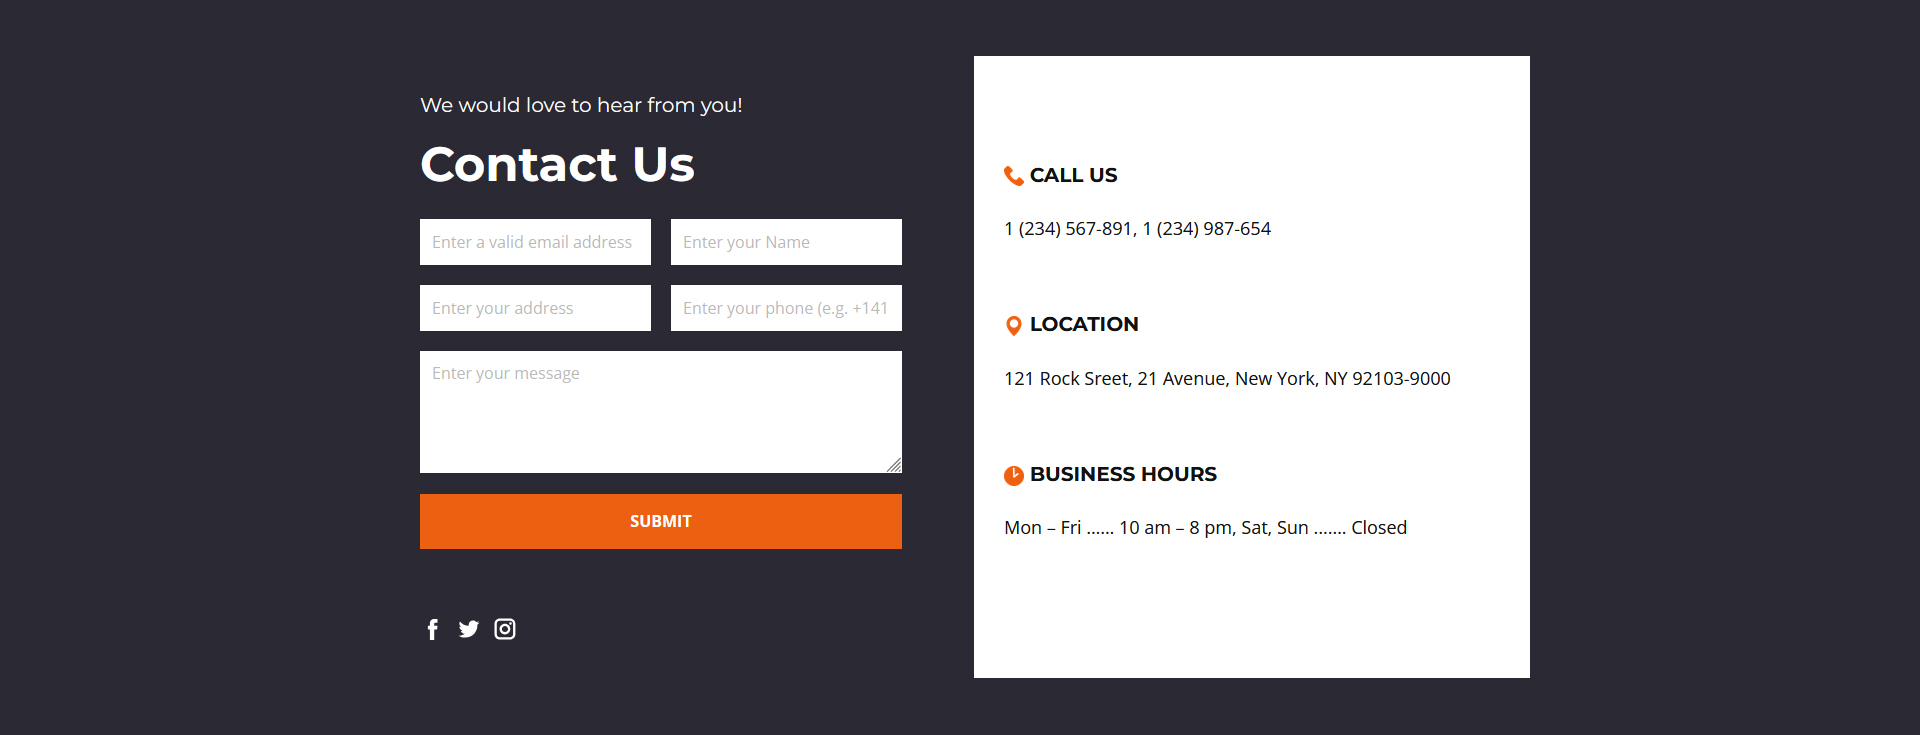 We would love to hear from you!
Contact Us
Enter a valid email address
Enter your Name
Enter your address
Enter your phone (e.g. +141
Enter your message
SUBMIT
CALL US
1 (234) 567-891, 1 (234) 987-654
LOCATION
121 Rock Sreet, 21 Avenue, New York, NY 92103-9000
BUSINESS HOURS
Mon – Fri ...... 10 am – 8 pm, Sat, Sun ....... Closed